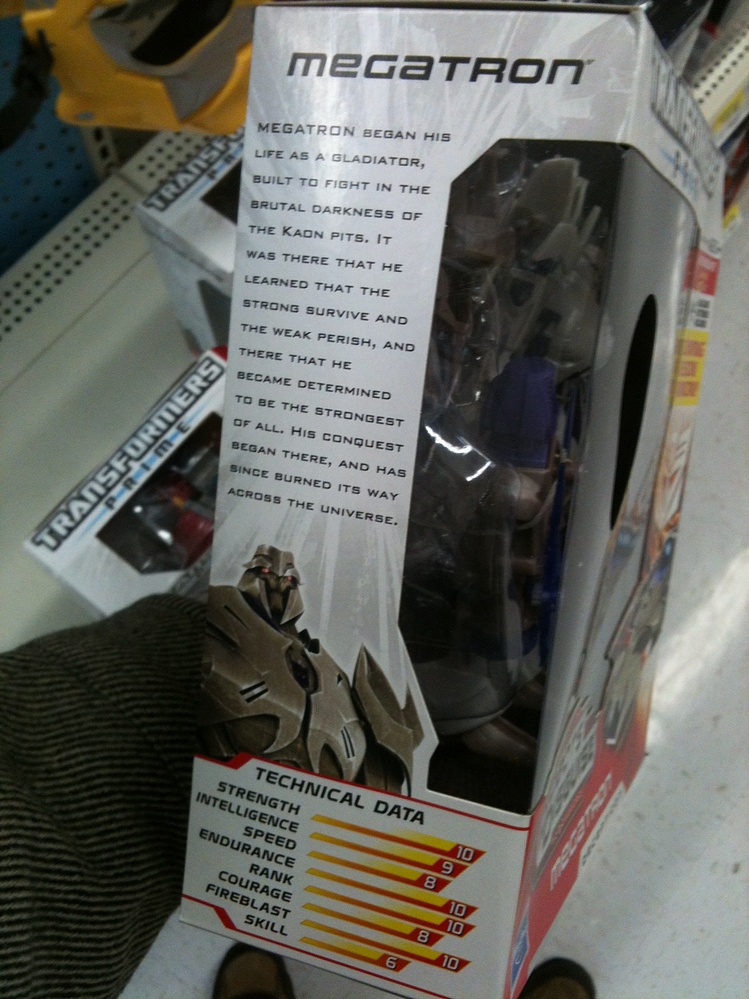 MEGATRON
MEGATRON BEGAN HIS
LIFE AS A GLADIATOR,
BUILT TO FIGHT IN THE
BRUTAL DARKNESS OF
THE KAON PITS. IT
WAS THERE THAT HE
LEARNED THAT THE
STRONG SURVIVE AND
THE WEAK PERISH, AND
THERE THAT HE
BECAME DETERMINED
TO BE THE STRONGEST
OF ALL. HIS CONQUEST
BEGAN THERE, AND HAS
SINCE BURNED ITS WAY
ACROSS THE UNIVERSE.
TECHNICAL DATA
STRENGTH 10
INTELLIGENCE 9
SPEED 8
ENDURANCE 10
RANK 10
COURAGE 8
FIREBLAST 10
SKILL 6
TRANSFORMERS
PRIME
TRANSF
PR
TRANSFORMERS
PRIME
MEGATRON